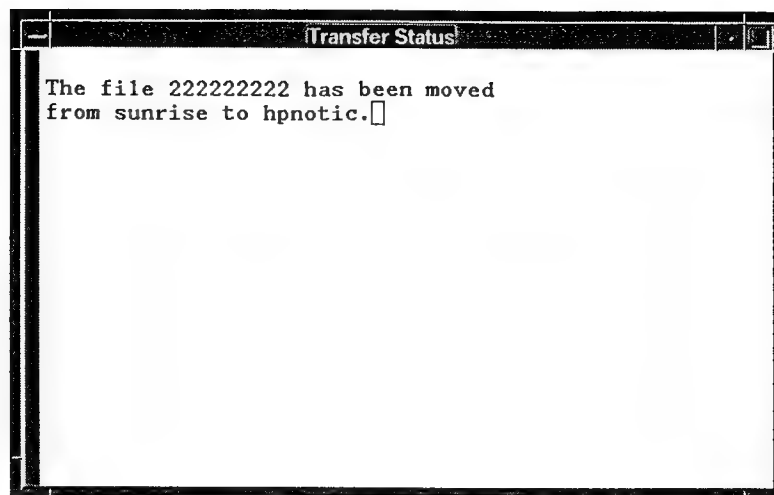 Transfer Status
The file 222222222 has been moved
from sunrise to hpnotic.